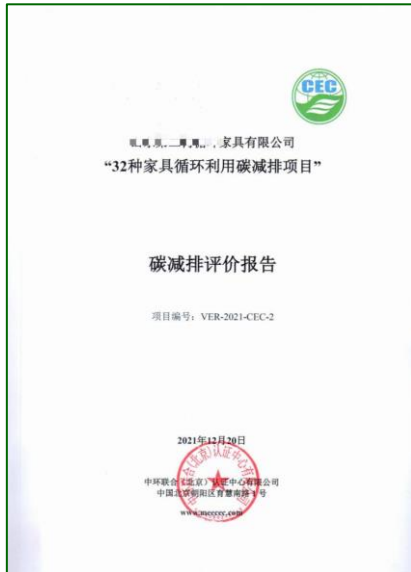 CEC
家具有限公司
“32种家具循环利用碳减排项目”
碳减排评价报告
项目编号：VER-2021-CEC-2
2021年12月20日
中环联合（北京）认证中心有限公司
中国北京朝阳区育慧南路1号
www.mepcec.com